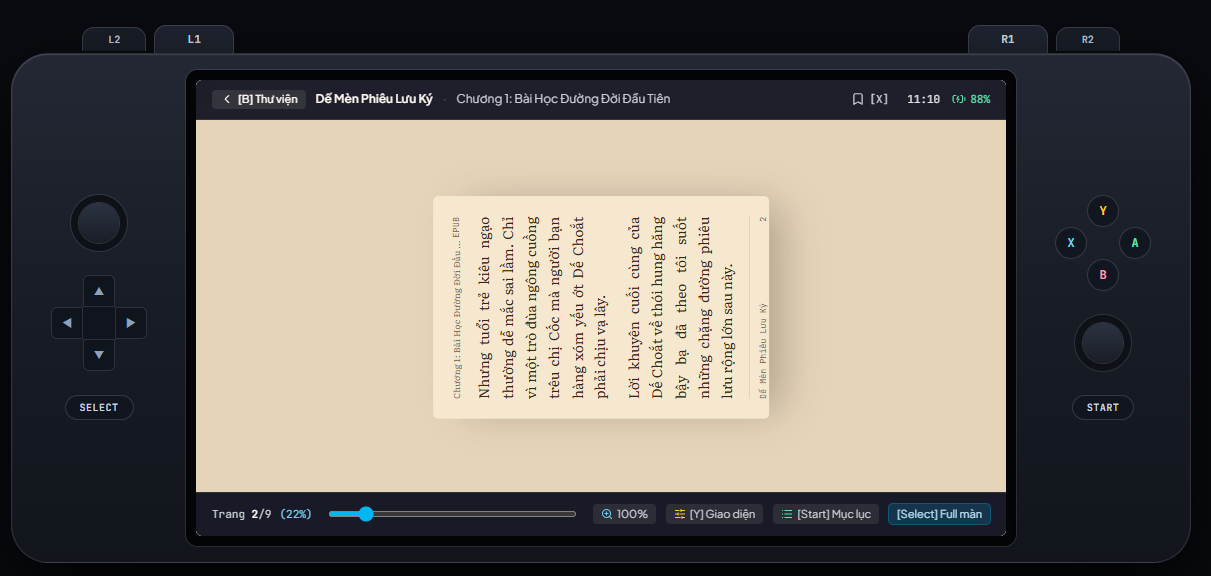 L2
L1
R1
R2
[B] Thư viện
Dế Mèn Phiêu Lưu Ký · Chương 1: Bài Học Đường Đời Đầu Tiên
[X]
11:10
88%
Chương 1: Bài Học Đường Đời Đầu ... EPUB
Nhưng tuổi trẻ kiêu ngạo
thường dễ mắc sai lầm. Chỉ
vì một trò đùa ngông cuồng
trêu chị Cốc mà người bạn
hàng xóm yếu ớt Dế Choắt
phải chịu vạ lây.
Lời khuyên cuối cùng của
Dế Choắt về thói hung hăng
bậy bạ đã theo tôi suốt
những chặng đường phiêu
lưu rộng lớn sau này.
Dế Mèn Phiêu Lưu Ký 2
Y
X
A
B
SELECT
START
Trang 2/9 (22%)
100%
[Y] Giao diện
[Start] Mục lục
[Select] Full màn